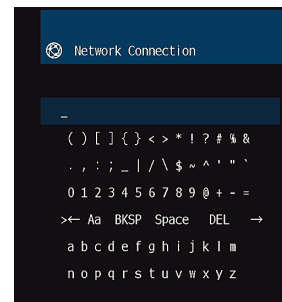 Network Connection
_
( ) [ ] { } < > * ! ? # % &
. , : ; _ | / \ $ ~ ^ ' " `
0 1 2 3 4 5 6 7 8 9 @ + - =
>← Aa BKSP Space DEL →
a b c d e f g h i j k l m
n o p q r s t u v w x y z